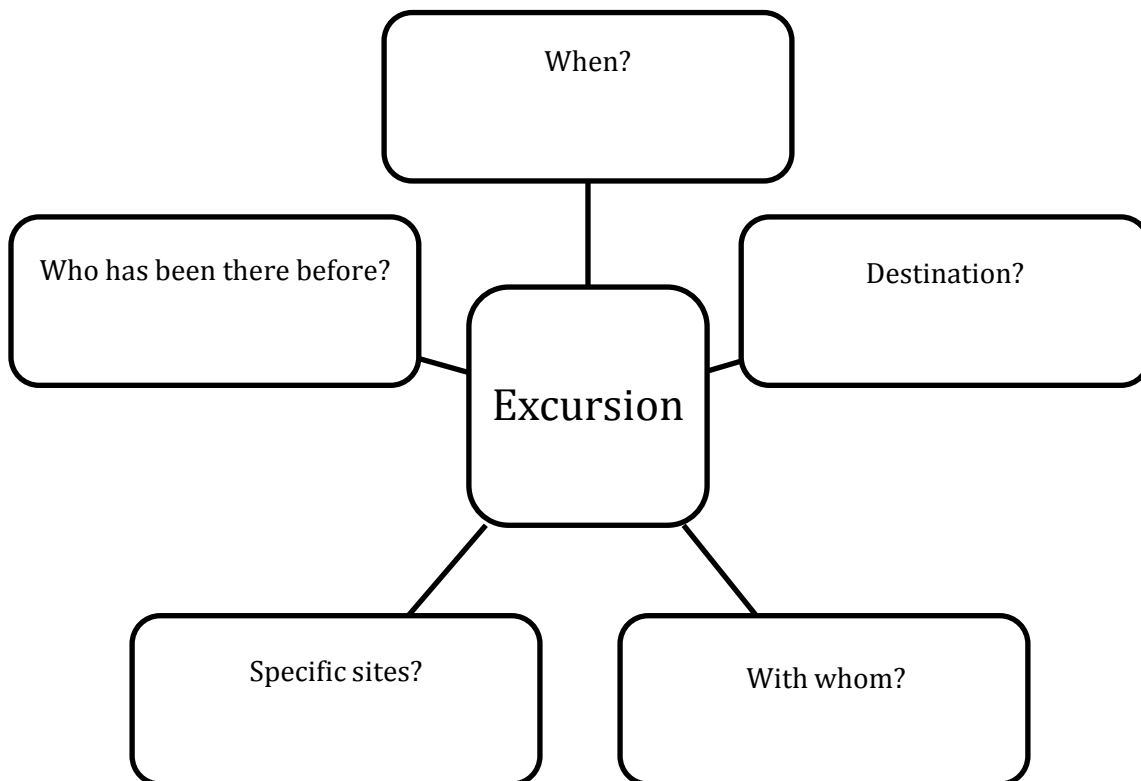 When?
Who has been there before?
Destination?
Excursion
Specific sites?
With whom?